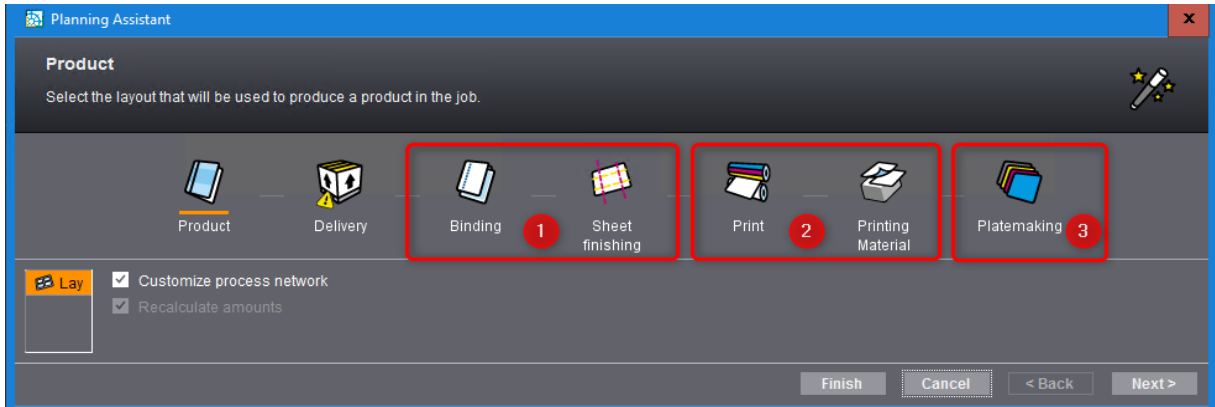 Planning Assistant
x
Product
Select the layout that will be used to produce a product in the job.
Product
Delivery
Binding
1
Sheet
finishing
Print
2
Printing
Material
Platemaking
3
Lay
Customize process network
Recalculate amounts
Finish
Cancel
< Back
Next >